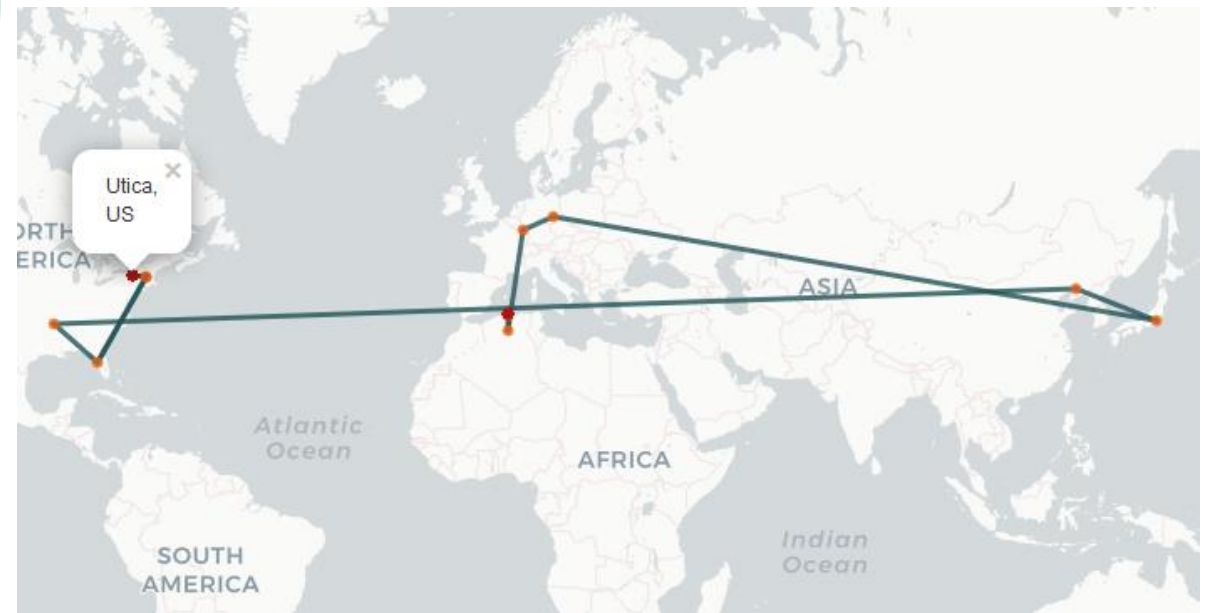 Utica, ×
US
ORTH
ERICA
ASIA
Atlantic
Ocean
AFRICA
Indian
Ocean
SOUTH
AMERICA